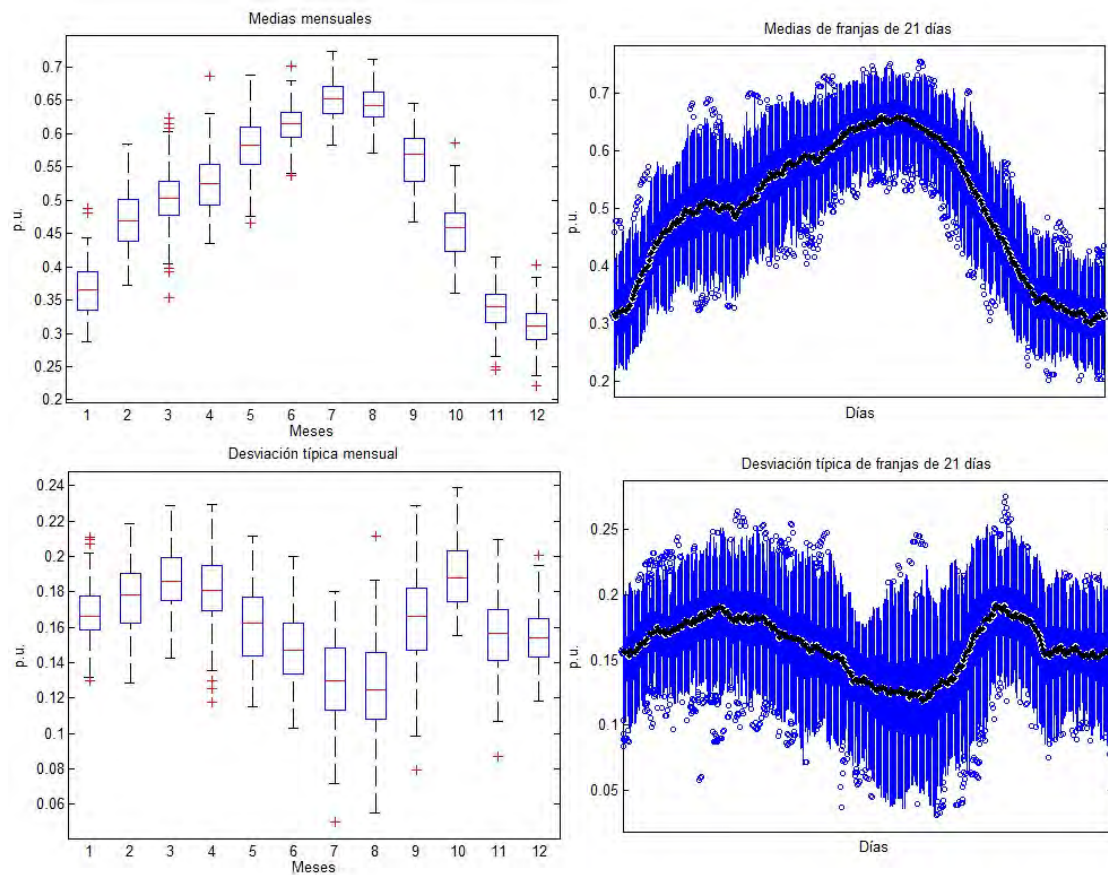 Medias mensuales
p.u.
0.7
0.65
0.6
0.55
0.5
0.45
0.4
0.35
0.3
0.25
0.2
1 2 3 4 5 6 7 8 9 10 11 12
Meses
Medias de franjas de 21 días
p.u.
0.7
0.6
0.5
0.4
0.3
0.2
Días
Desviación típica mensual
p.u.
0.24
0.22
0.2
0.18
0.16
0.14
0.12
0.1
0.08
0.06
1 2 3 4 5 6 7 8 9 10 11 12
Meses
Desviación típica de franjas de 21 días
p.u.
0.25
0.2
0.15
0.1
0.05
Días